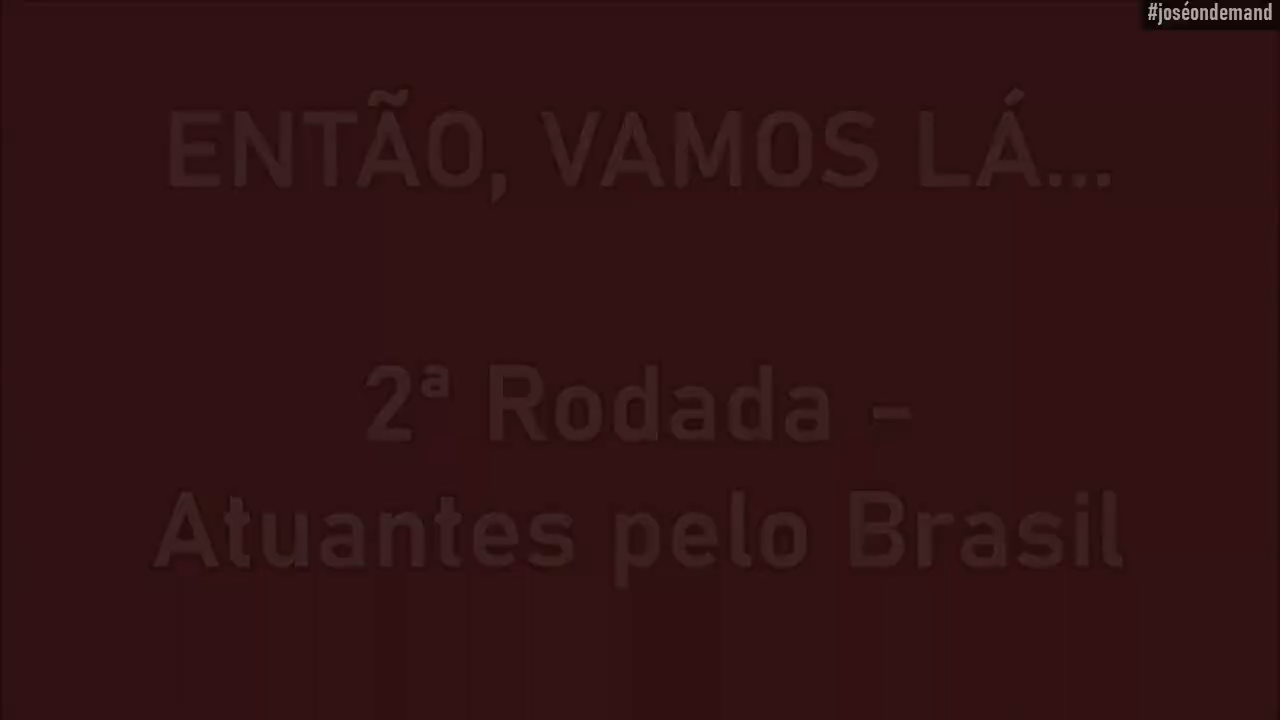 #joséondemand
ENTÃO, VAMOS LÁ...
2ª Rodada –
Atuantes pelo Brasil